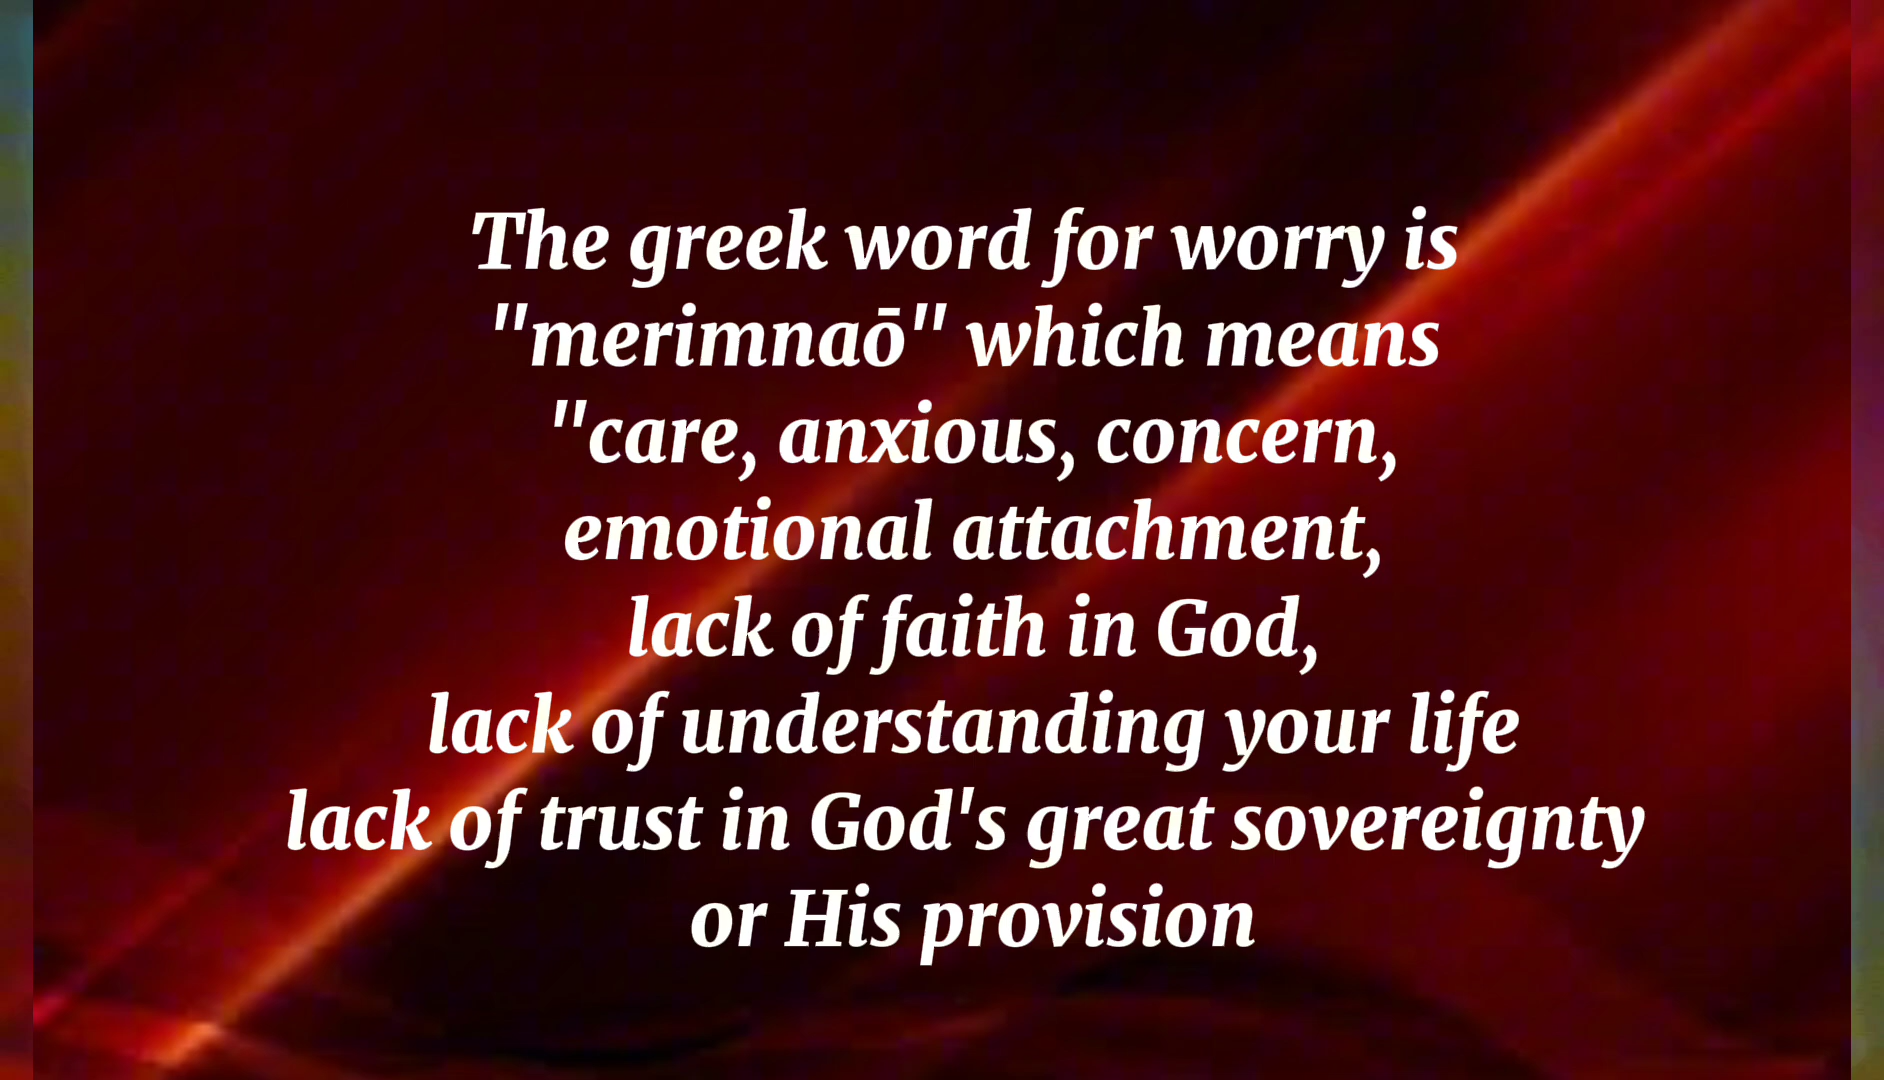 The greek word for worry is
"merimnaō" which means
"care, anxious, concern,
emotional attachment,
lack of faith in God,
lack of understanding your life
lack of trust in God's great sovereignty
or His provision